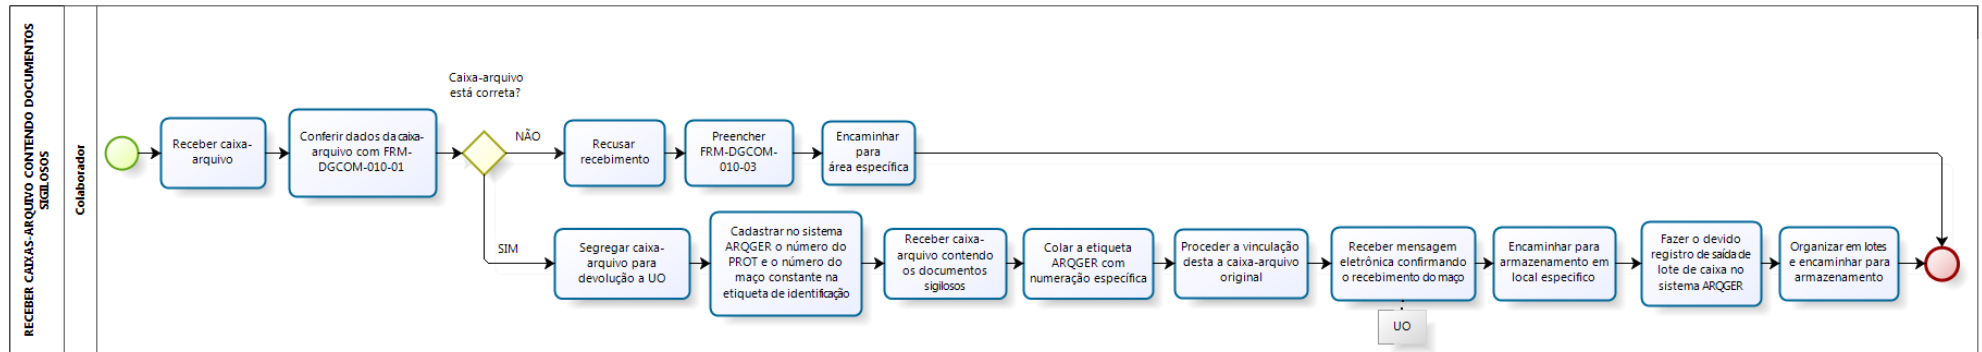 RECEBER CAIXAS-ARQUIVO CONTENDO DOCUMENTOS
SIGILOSOS
Colaborador
Receber caixa-
arquivo
Conferir dados da caixa-
arquivo com FRM-
DGCOM-010-01
Caixa-arquivo
está correta?
NÃO
Recusar
recebimento
Preencher
FRM-DGCOM-
010-03
Encaminhar
para
área específica
SIM
Segregar caixa-
arquivo para
devolução a UO
Cadastrar no sistema
ARQGER o número do
PROT e o número do
maço constante na
etiqueta de identificação
Receber caixa-
arquivo contendo
os documentos
sigilosos
Colar a etiqueta
ARQGER com
numeração específica
Proceder a vinculação
desta a caixa-arquivo
original
Receber mensagem
eletrônica confirmando
o recebimento do maço
UO
Encaminhar para
armazenamento em
local especifico
Fazer o devido
registro de saída de
lote de caixa no
sistema ARQGER
Organizar em lotes
e encaminhar para
armazenamento